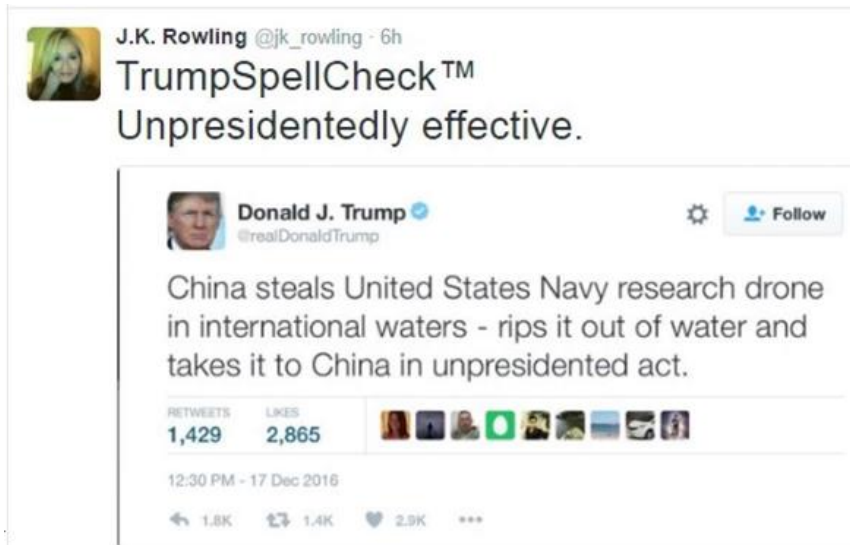 J.K. Rowling @jk_rowling · 6h
TrumpSpellCheck™
Unpresidentedly effective.
Donald J. Trump
@realDonaldTrump
Follow
China steals United States Navy research drone
in international waters - rips it out of water and
takes it to China in unpresidented act.
RETWEETS LIKES
1,429 2,865
12:30 PM - 17 Dec 2016
1.8K 1.4K 2.9K